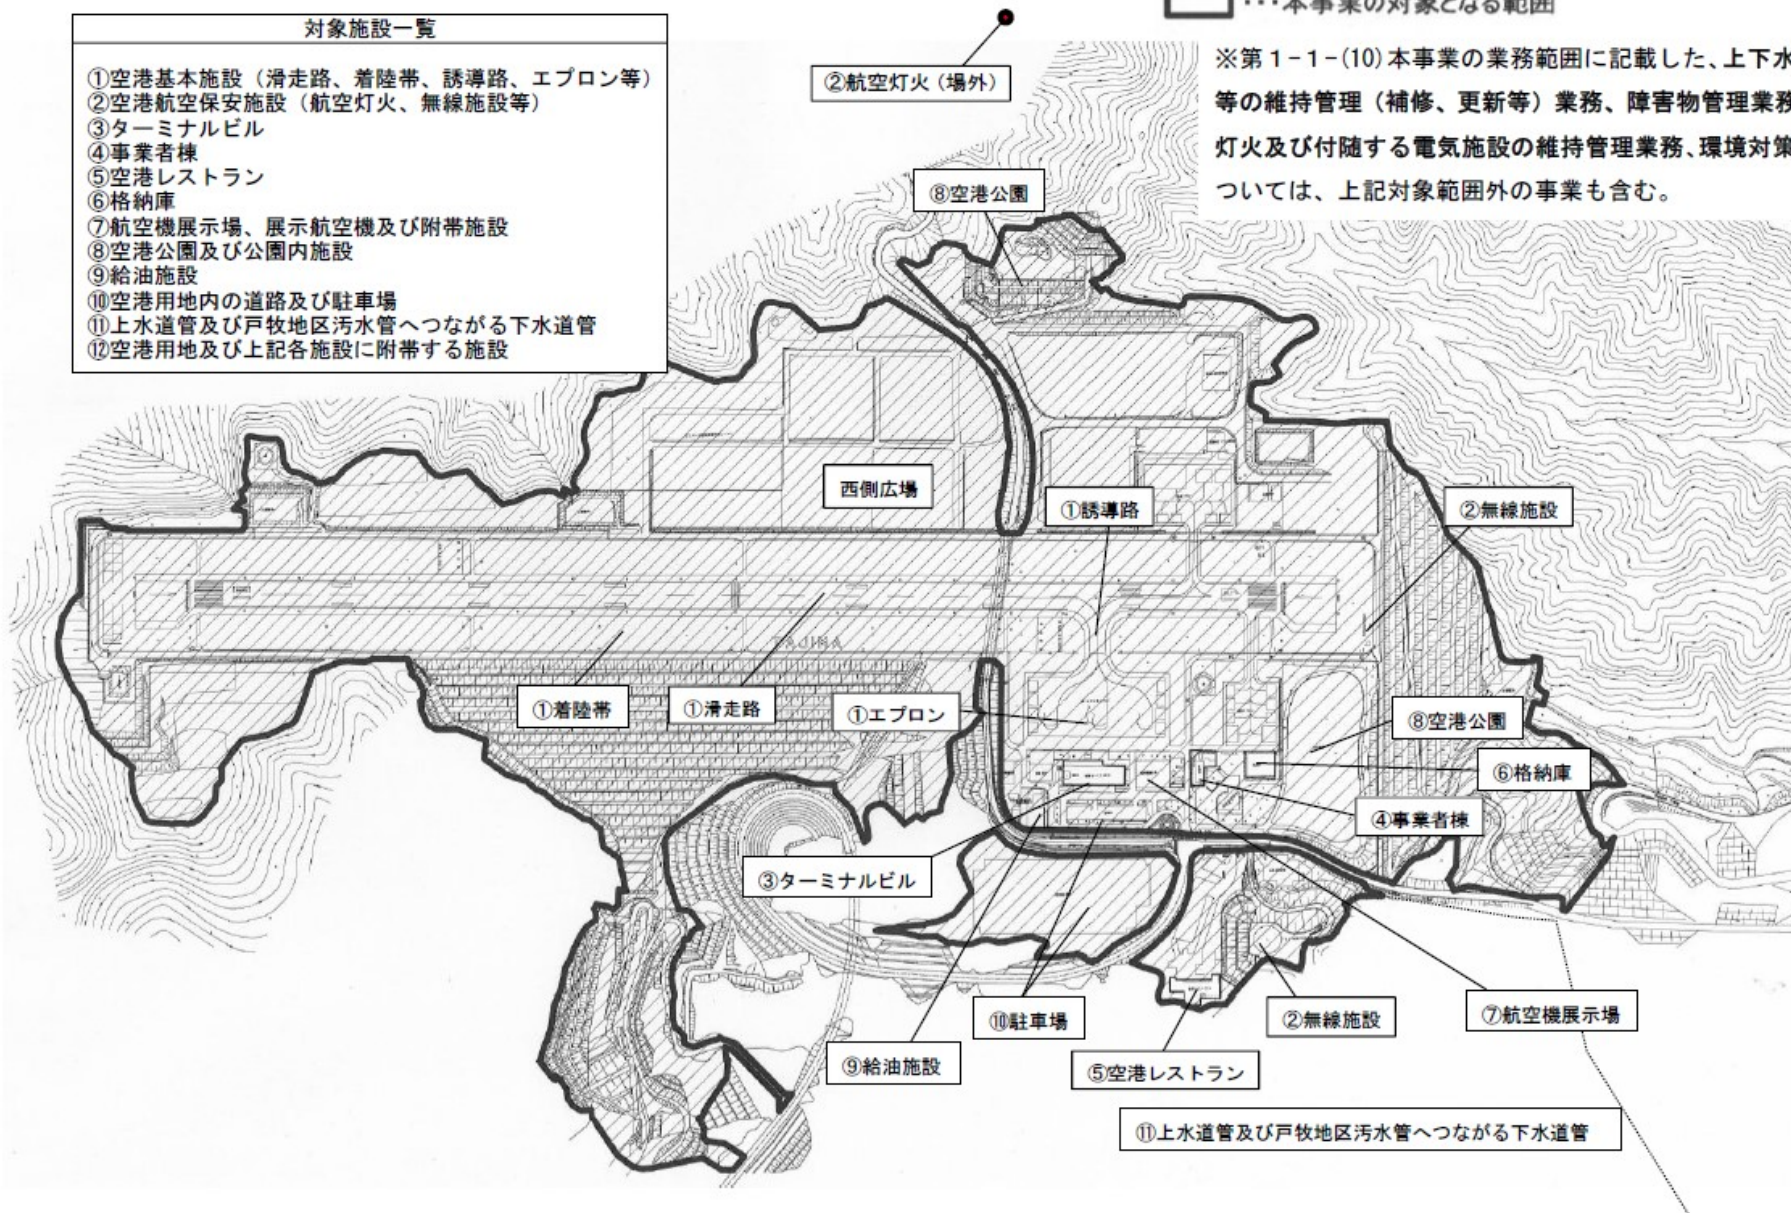 対象施設一覧
①空港基本施設（滑走路、着陸帯、誘導路、エプロン等）
②空港航空保安施設（航空灯火、無線施設等）
③ターミナルビル
④事業者棟
⑤空港レストラン
⑥格納庫
⑦航空機展示場、展示航空機及び附帯施設
⑧空港公園及び公園内施設
⑨給油施設
⑩空港用地内の道路及び駐車場
⑪上水道管及び戸牧地区汚水管へつながる下水道管
⑫空港用地及び上記各施設に附帯する施設
・・・本事業の対象となる範囲
※第１-１-(10)本事業の業務範囲に記載した、上下水
等の維持管理（補修、更新等）業務、障害物管理業務
灯火及び付随する電気施設の維持管理業務、環境対策
ついては、上記対象範囲外の事業も含む。
②航空灯火（場外）
⑧空港公園
西側広場
①誘導路
②無線施設
TAJIMA
①着陸帯
①滑走路
①エプロン
⑧空港公園
⑥格納庫
④事業者棟
③ターミナルビル
⑩駐車場
②無線施設
⑦航空機展示場
⑨給油施設
⑤空港レストラン
⑪上水道管及び戸牧地区汚水管へつながる下水道管